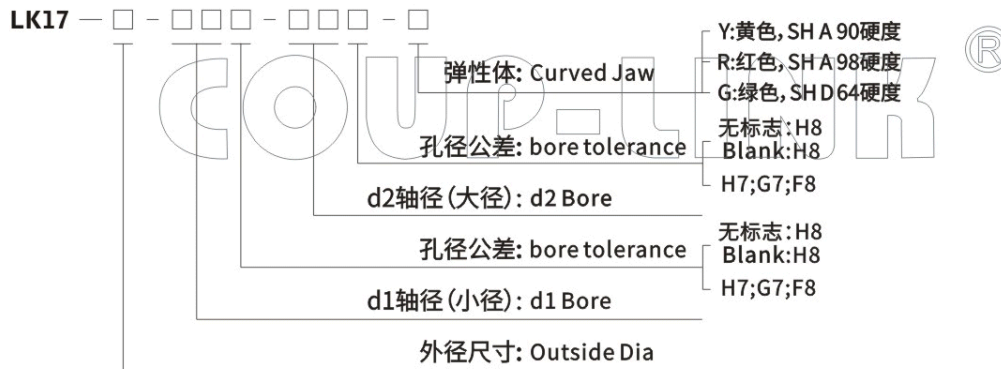 LK17 — □ - □□□ - □□□ - □
Y:黄色, SH A 90硬度
弹性体: Curved Jaw
R:红色, SH A 98硬度
G:绿色, SH D 64硬度
COUP-LINK ®
无标志:H8
孔径公差: bore tolerance
Blank:H8
H7;G7;F8
d2轴径(大径): d2 Bore
无标志:H8
孔径公差: bore tolerance
Blank:H8
H7;G7;F8
d1轴径(小径): d1 Bore
外径尺寸: Outside Dia